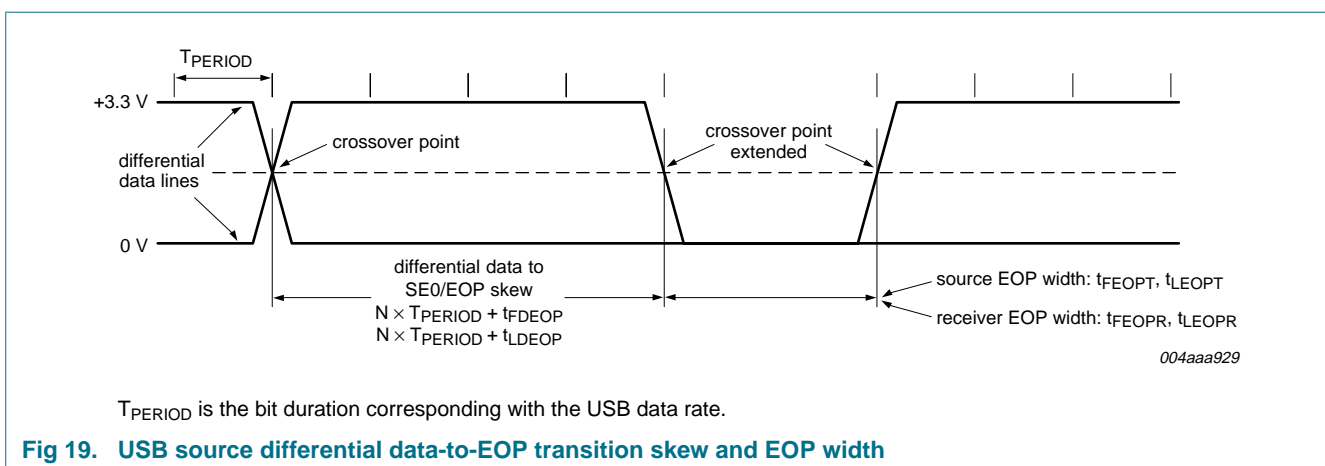 TPERIOD
+3.3 V
crossover point
crossover point
extended
differential
data lines
0 V
differential data to
SE0/EOP skew
N × TPERIOD + tFDEOP
N × TPERIOD + tLDEOP
source EOP width: tFEOPT, tLEOPT
receiver EOP width: tFEOPR, tLEOPR
004aaa929
TPERIOD is the bit duration corresponding with the USB data rate.
Fig 19. USB source differential data-to-EOP transition skew and EOP width